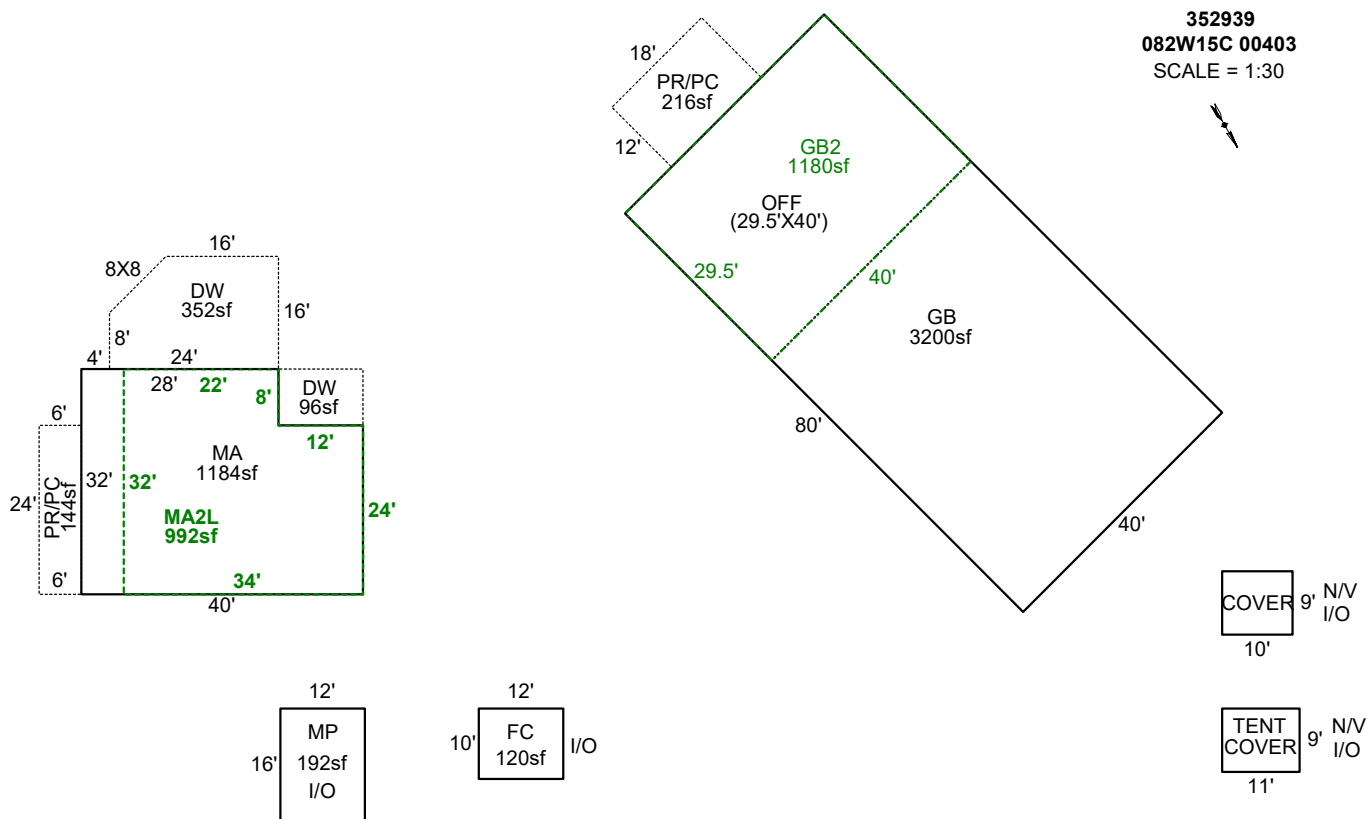 352939
082W15C 00403
SCALE = 1:30
18'
PR/PC
216sf
12'
GB2
1180sf
OFF
(29.5'X40')
29.5'
40'
GB
3200sf
80'
40'
16'
8X8
DW
352sf
16'
8'
4'
24'
28'
22'
8'
DW
96sf
12'
6'
MA
1184sf
32'
32'
24'
PR/PC
144sf
MA2L
992sf
24'
6'
34'
40'
COVER
9'
N/V
I/O
10'
12'
MP
192sf
I/O
16'
12'
FC
120sf
10'
I/O
TENT
COVER
9'
N/V
I/O
11'